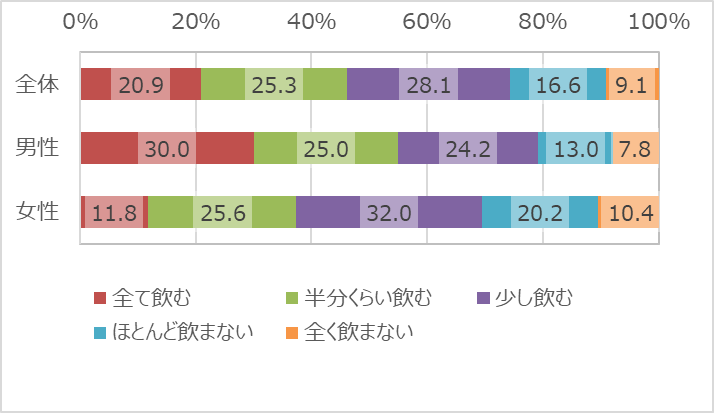 0% 20% 40% 60% 80% 100%
全体 20.9 25.3 28.1 16.6 9.1
男性 30.0 25.0 24.2 13.0 7.8
女性 11.8 25.6 32.0 20.2 10.4
全て飲む 半分くらい飲む 少し飲む
ほとんど飲まない 全く飲まない